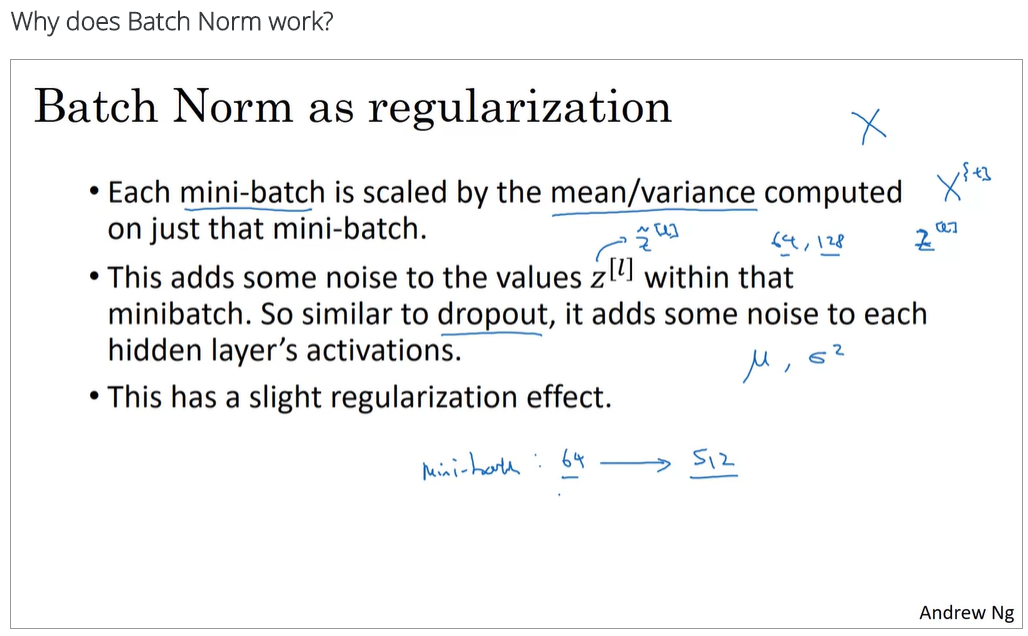 Why does Batch Norm work?
Batch Norm as regularization
X
• Each mini-batch is scaled by the mean/variance computed
X^{t}
on just that mini-batch.
z̃^[l]
64, 128
z^[l]
• This adds some noise to the values z^[l] within that
minibatch. So similar to dropout, it adds some noise to each
hidden layer’s activations.
μ, σ²
• This has a slight regularization effect.
mini-batch : 64 ⟶ 512
Andrew Ng